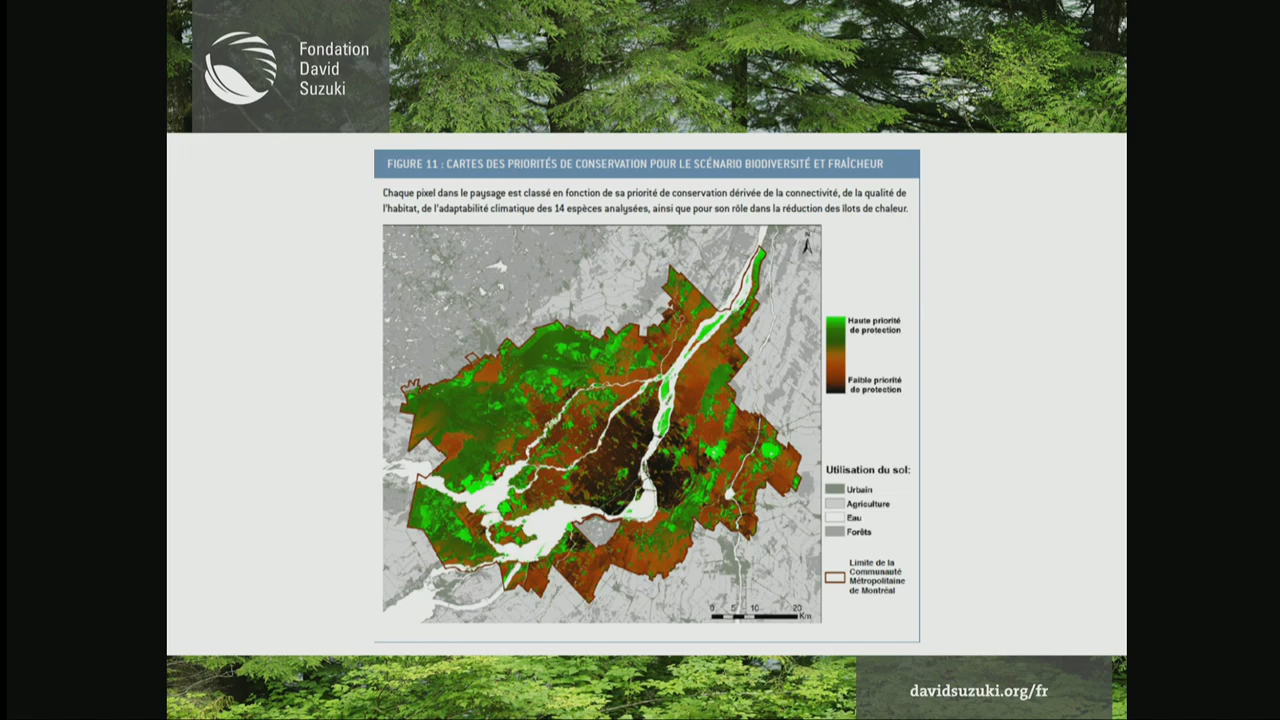 Fondation
David
Suzuki
FIGURE 11 : CARTES DES PRIORITÉS DE CONSERVATION POUR LE SCÉNARIO BIODIVERSITÉ ET FRAÎCHEUR
Chaque pixel dans le paysage est classé en fonction de sa priorité de conservation dérivée de la connectivité, de la qualité de
l'habitat, de l'adaptabilité climatique des 14 espèces analysées, ainsi que pour son rôle dans la réduction des îlots de chaleur.
N
Haute priorité
de protection
Faible priorité
de protection
Utilisation du sol:
Urbain
Agriculture
Eau
Forêts
Limite de la
Communauté
Métropolitaine
de Montréal
0 5 10 20
Km
davidsuzuki.org/fr